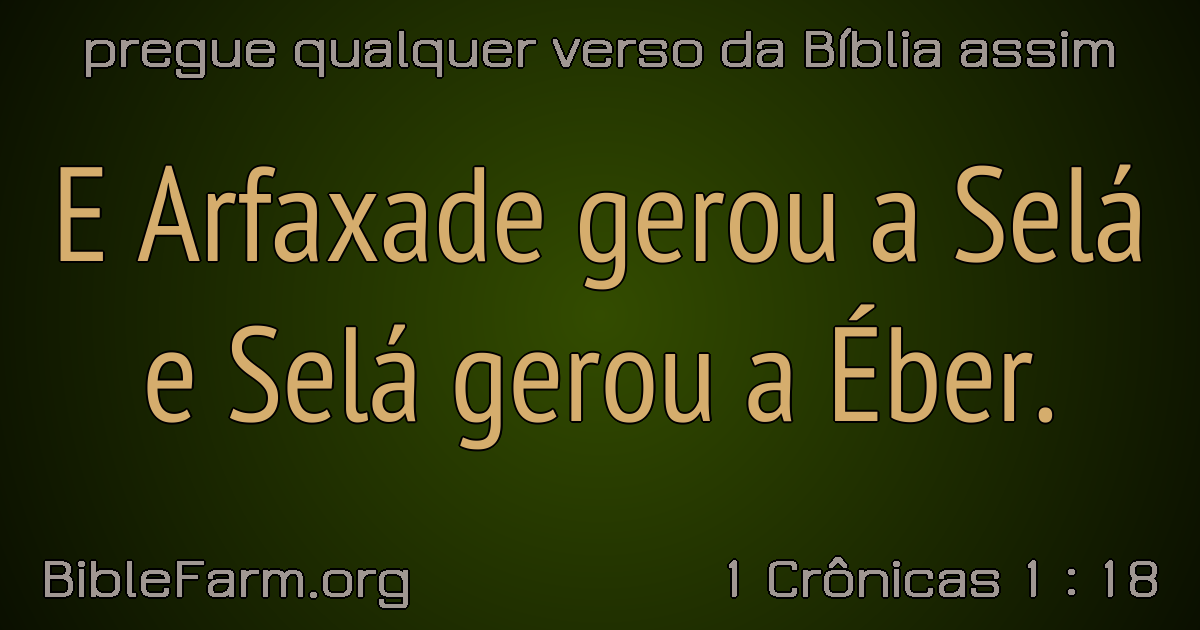 pregue qualquer verso da Bíblia assim
E Arfaxade gerou a Selá
e Selá gerou a Éber.
BibleFarm.org
1 Crônicas 1 : 18